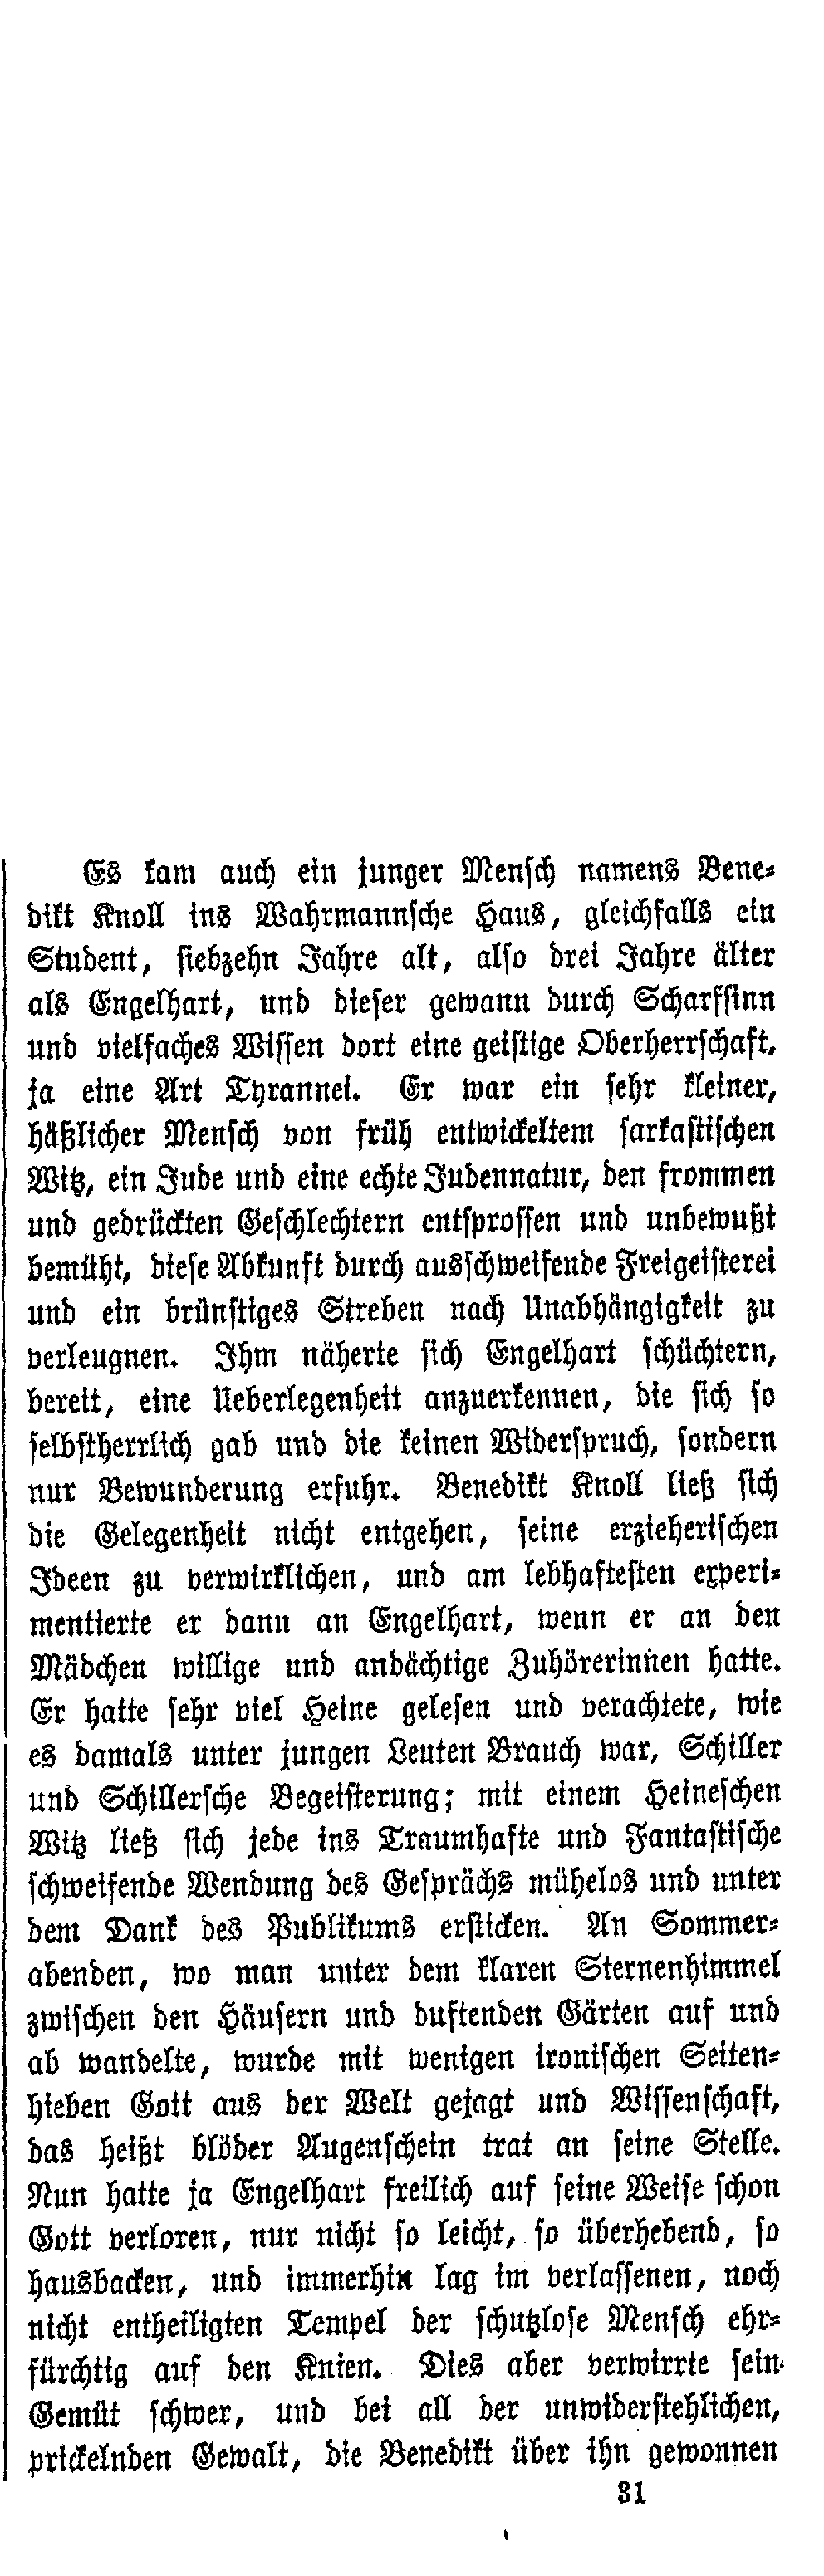 Es kam auch ein junger Mensch namens Bene-
dikt Knoll ins Wahrmannsche Haus, gleichfalls ein
Student, siebzehn Jahre alt, also drei Jahre älter
als Engelhart, und dieser gewann durch Scharfsinn
und vielfaches Wissen dort eine geistige Oberherrschaft,
ja eine Art Tyrannei. Er war ein sehr kleiner,
häßlicher Mensch von früh entwickeltem sarkastischen
Witz, ein Jude und eine echte Judennatur, den frommen
und gedrückten Geschlechtern entsprossen und unbewußt
bemüht, diese Abkunft durch ausschweifende Freigeisterei
und ein brünstiges Streben nach Unabhängigkeit zu
verleugnen. Ihm näherte sich Engelhart schüchtern,
bereit, eine Ueberlegenheit anzuerkennen, die sich so
selbstherrlich gab und die keinen Widerspruch, sondern
nur Bewunderung erfuhr. Benedikt Knoll ließ sich
die Gelegenheit nicht entgehen, seine erzieherischen
Ideen zu verwirklichen, und am lebhaftesten experi-
mentierte er dann an Engelhart, wenn er an den
Mädchen willige und andächtige Zuhörerinnen hatte.
Er hatte sehr viel Heine gelesen und verachtete, wie
es damals unter jungen Leuten Brauch war, Schiller
und Schillersche Begeisterung; mit einem Heineschen
Witz ließ sich jede ins Traumhafte und Fantastische
schweifende Wendung des Gesprächs mühelos und unter
dem Dank des Publikums ersticken. An Sommer-
abenden, wo man unter dem klaren Sternenhimmel
zwischen den Häusern und duftenden Gärten auf und
ab wandelte, wurde mit wenigen ironischen Seiten-
hieben Gott aus der Welt gejagt und Wissenschaft,
das heißt blöder Augenschein trat an seine Stelle.
Nun hatte ja Engelhart freilich auf seine Weise schon
Gott verloren, nur nicht so leicht, so überhebend, so
hausbacken, und immerhin lag im verlassenen, noch
nicht entheiligten Tempel der schutzlose Mensch ehr-
fürchtig auf den Knien. Dies aber verwirrte sein
Gemüt schwer, und bei all der unwiderstehlichen,
prickelnden Gewalt, die Benedikt über ihn gewonnen
31